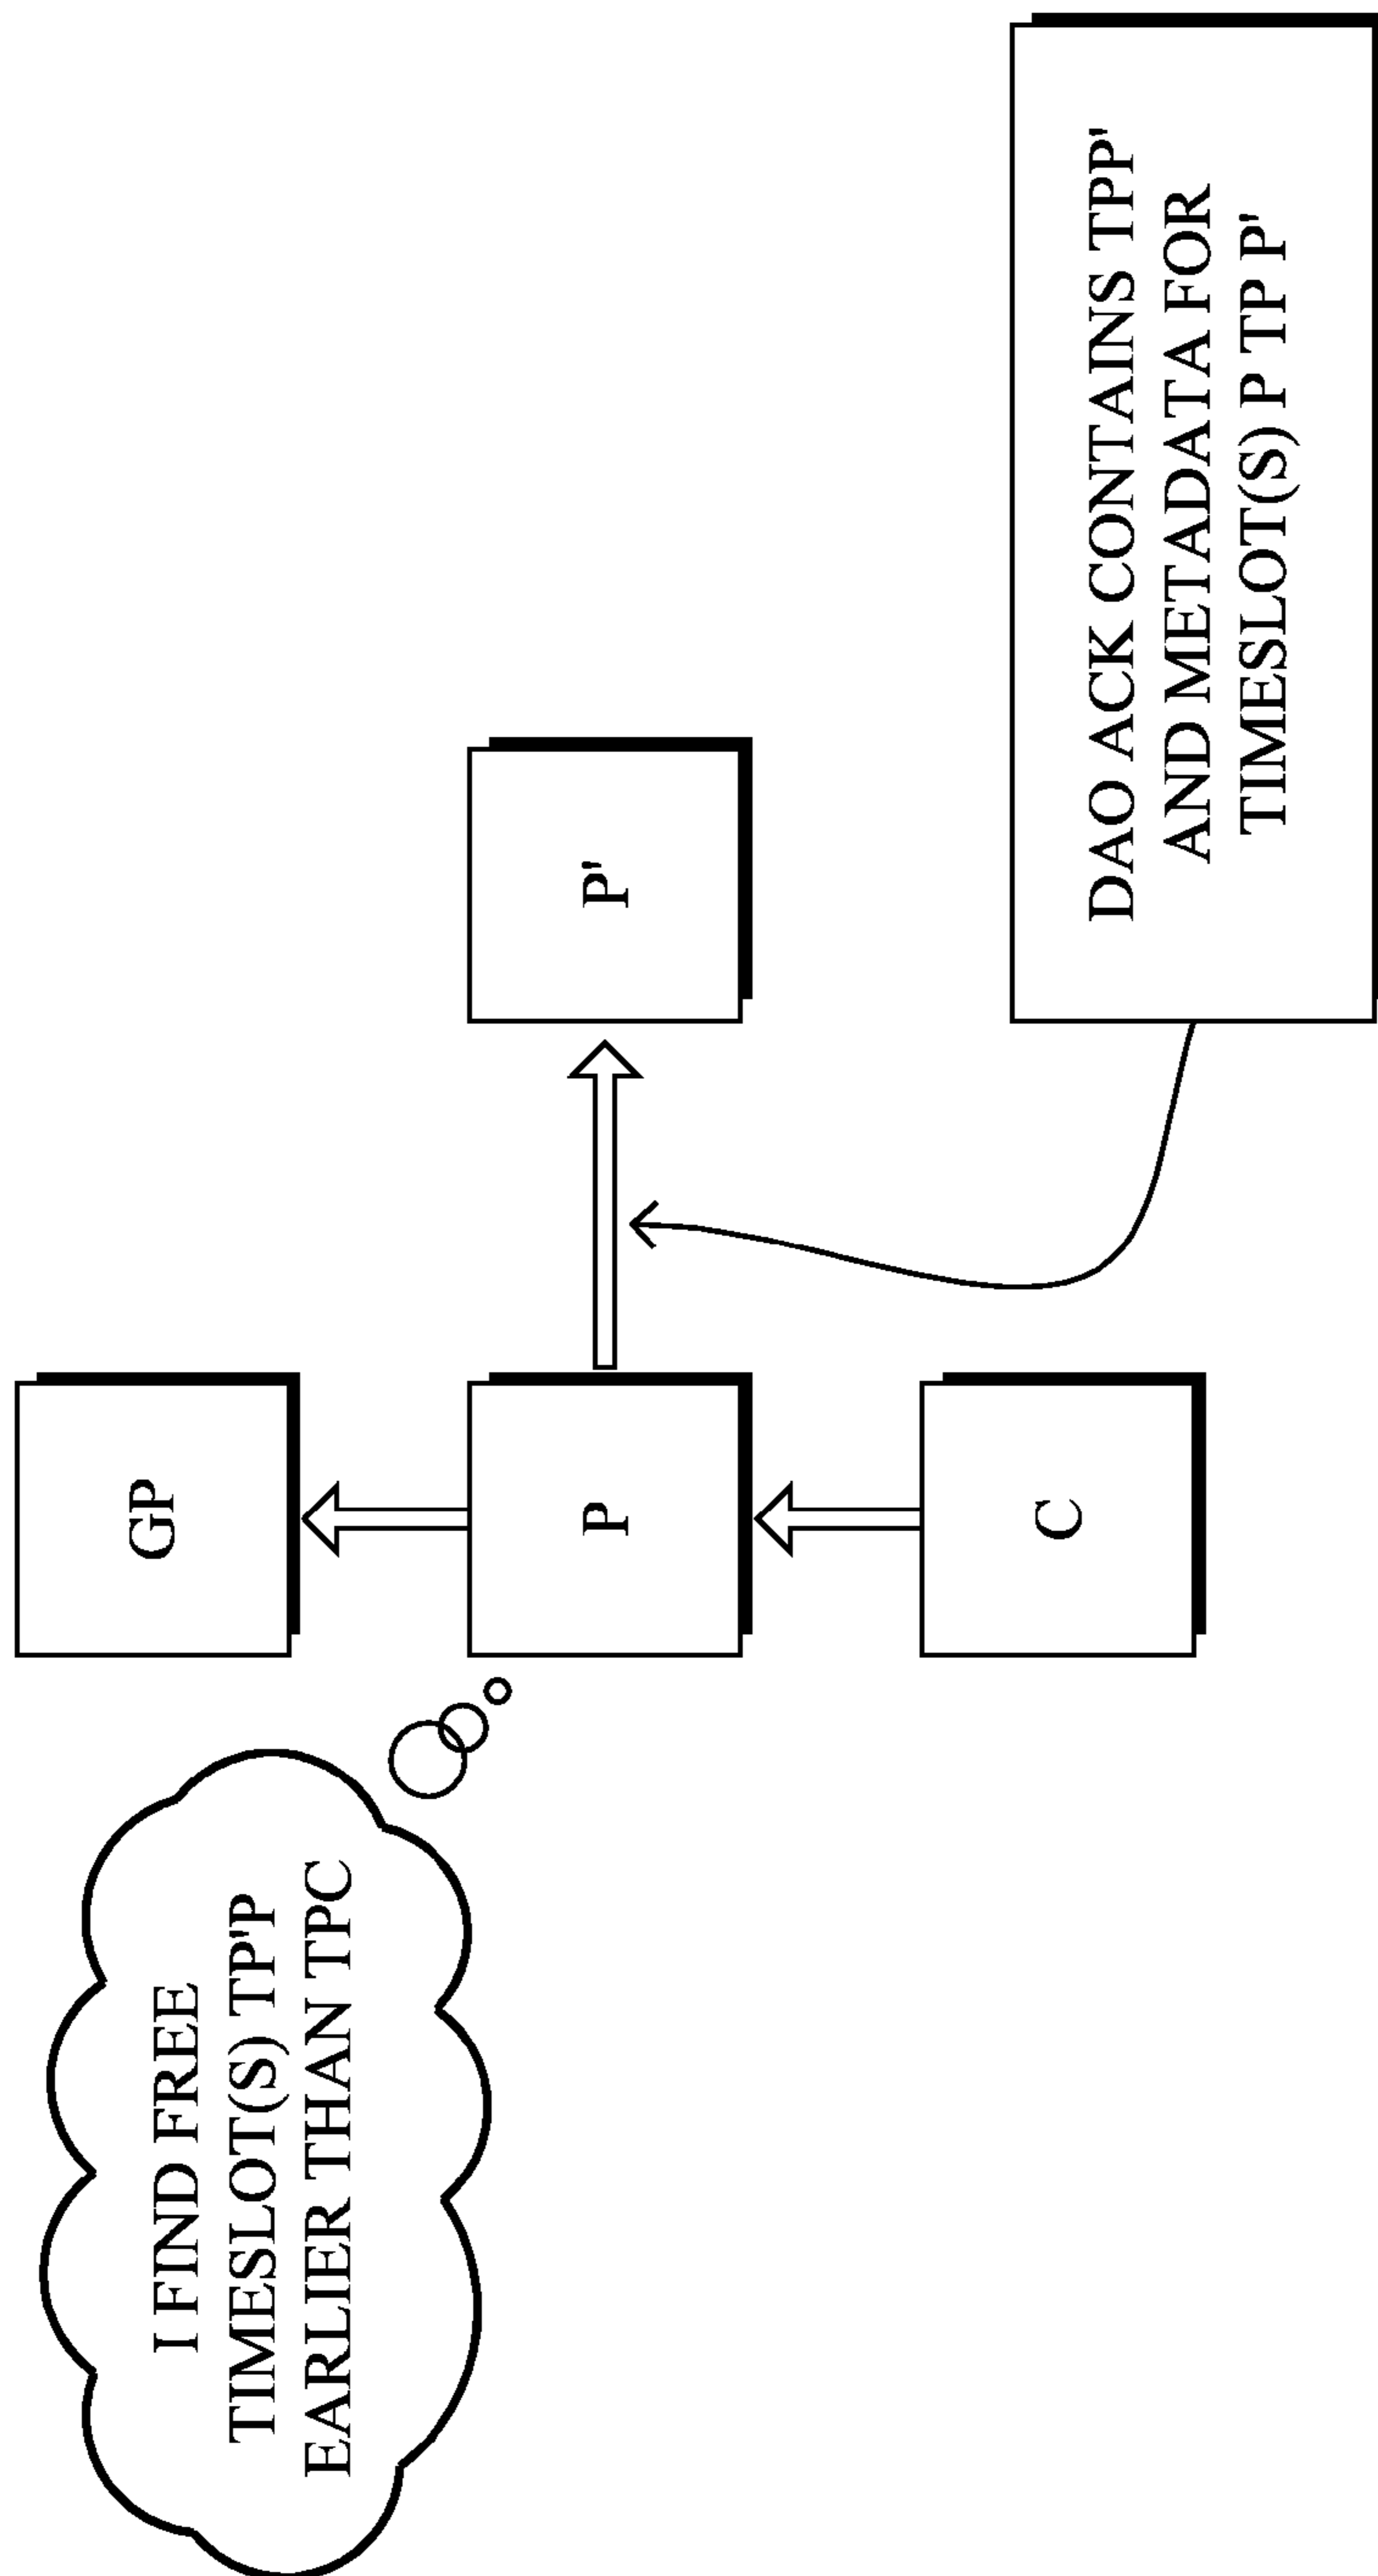 I FIND FREE
TIMESLOT(S) TP'P
EARLIER THAN TPC
GP
P
C
P'
DAO ACK CONTAINS TPP'
AND METADATA FOR
TIMESLOT(S) P TP P'